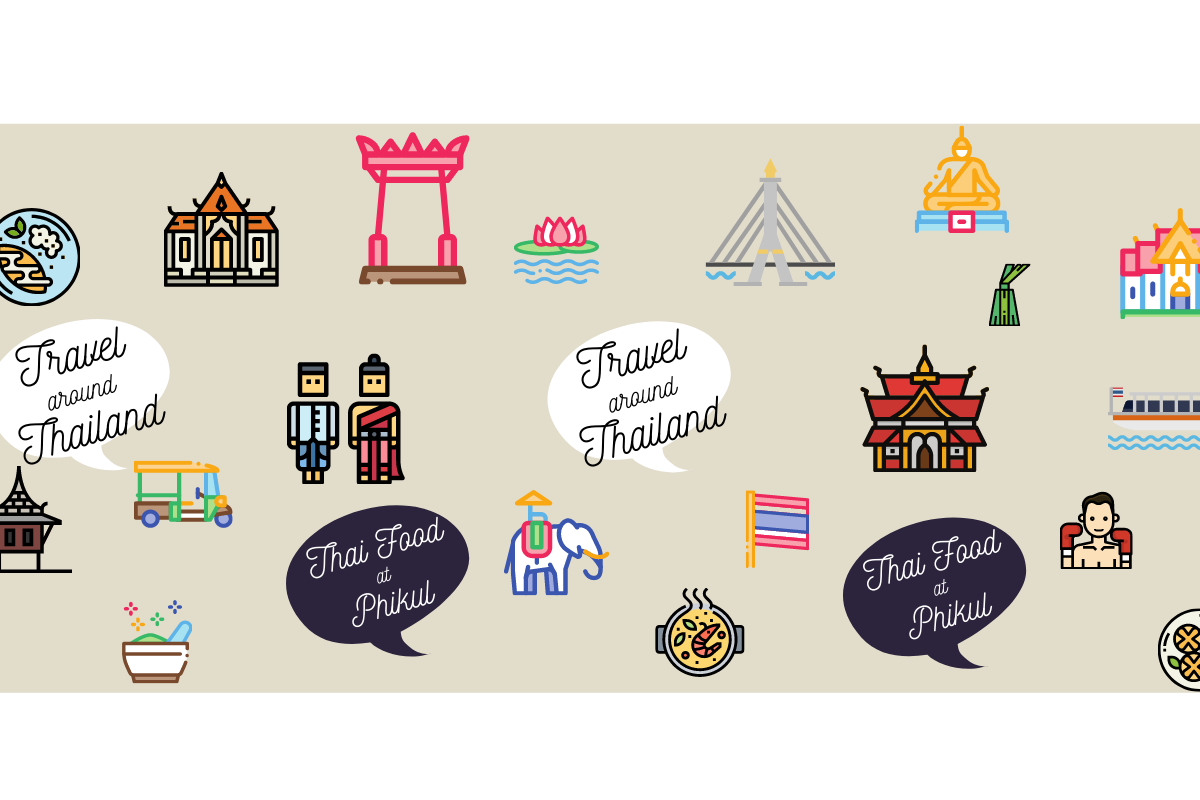 Travel
around
Thailand
Travel
around
Thailand
Thai Food
at
Phikul
Thai Food
at
Phikul